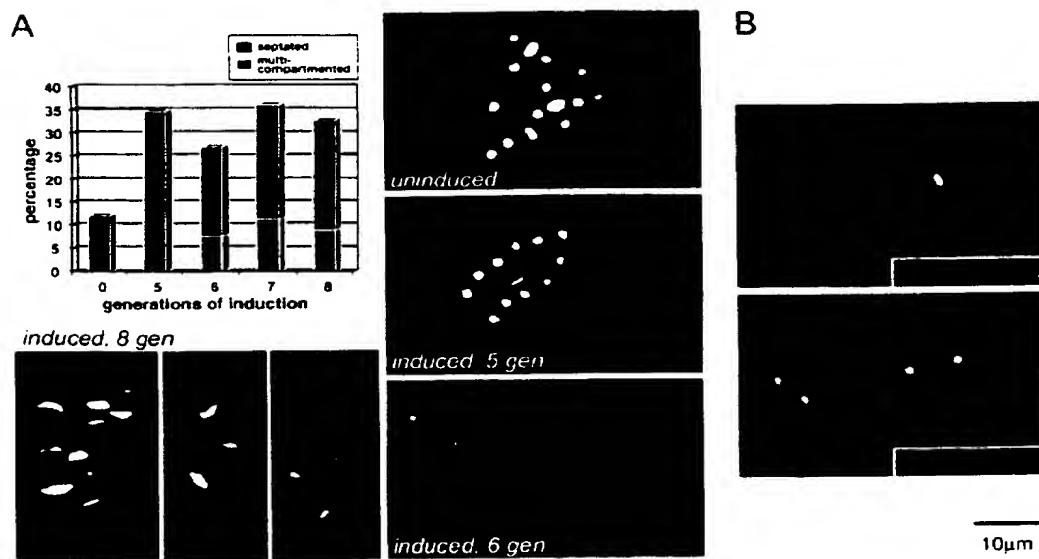 A
septated
multi-
compartmented
percentage
40
35
30
25
20
15
10
5
0
0 5 6 7 8
generations of induction
induced. 8 gen
uninduced
induced. 5 gen
induced. 6 gen
B
10µm